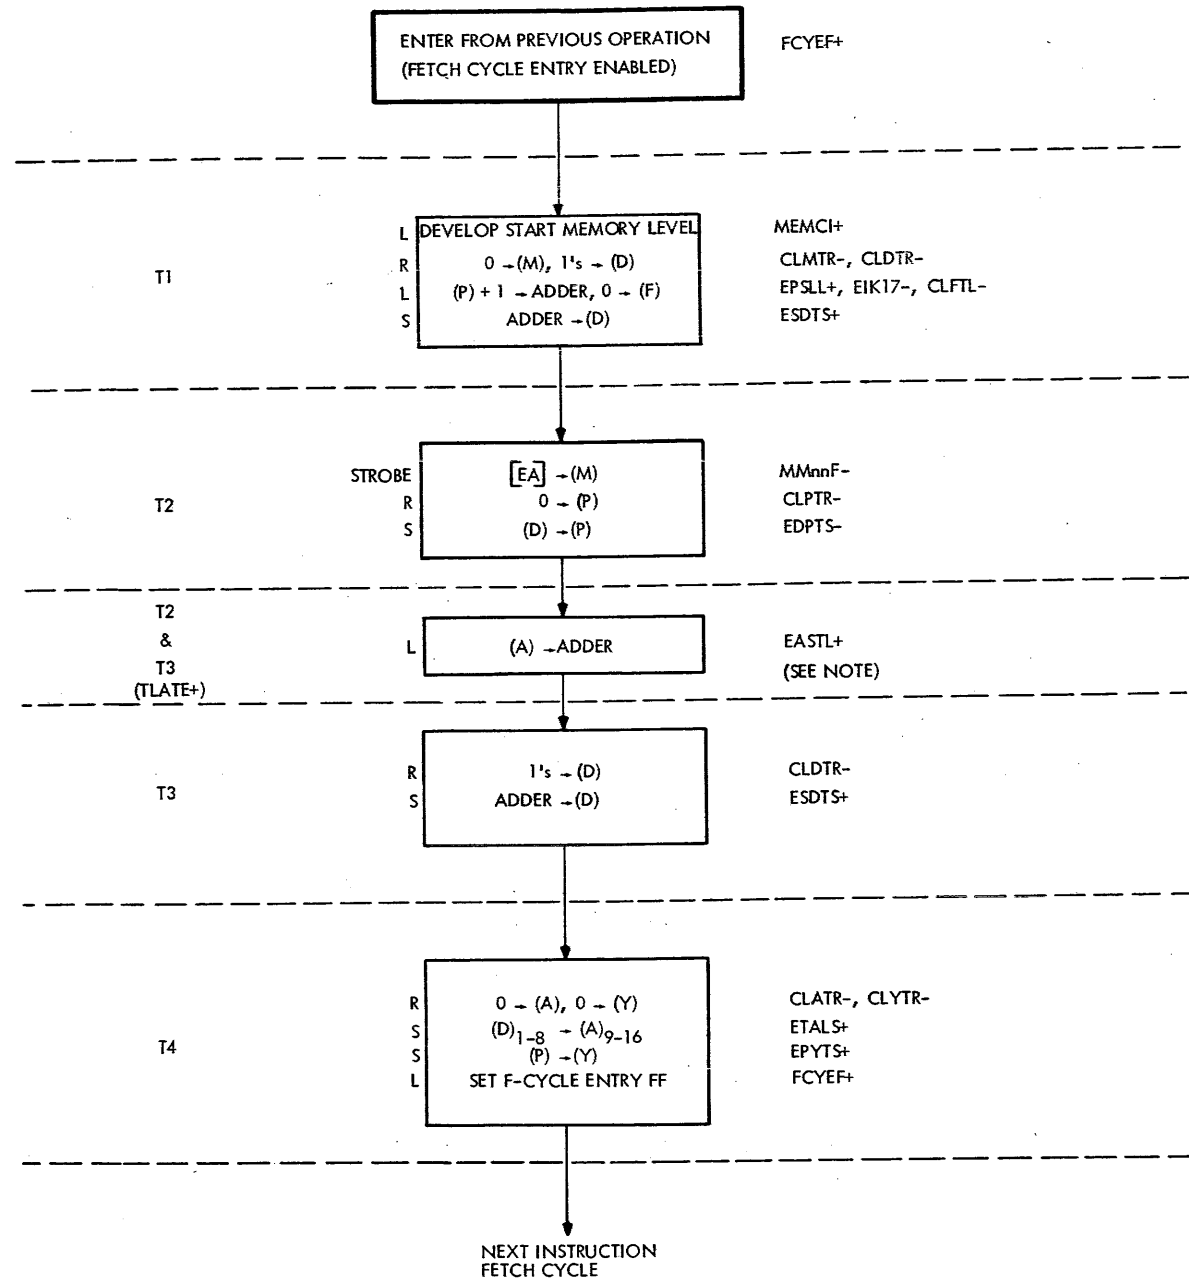 ENTER FROM PREVIOUS OPERATION FCYEF+
(FETCH CYCLE ENTRY ENABLED)
L DEVELOP START MEMORY LEVEL MEMCI+
R 0 → (M), 1's → (D) CLMTR-, CLDTR-
T1
L (P) + 1 → ADDER, 0 → (F) EPSLL+, EIK17-, CLFTL-
S ADDER → (D) ESDTS+
STROBE [EA] → (M) MMnnF-
T2 R 0 → (P) CLPTR-
S (D) → (P) EDPTS-
T2
&
T3
(TLATE+)
L (A) → ADDER EASTL+
(SEE NOTE)
R 1's → (D) CLDTR-
T3
S ADDER → (D) ESDTS+
R 0 → (A), 0 → (Y) CLATR-, CLYTR-
S (D)1-8 → (A)9-16 ETALS+
T4
S (P) → (Y) EPYTS+
L SET F-CYCLE ENTRY FF FCYEF+
NEXT INSTRUCTION
FETCH CYCLE